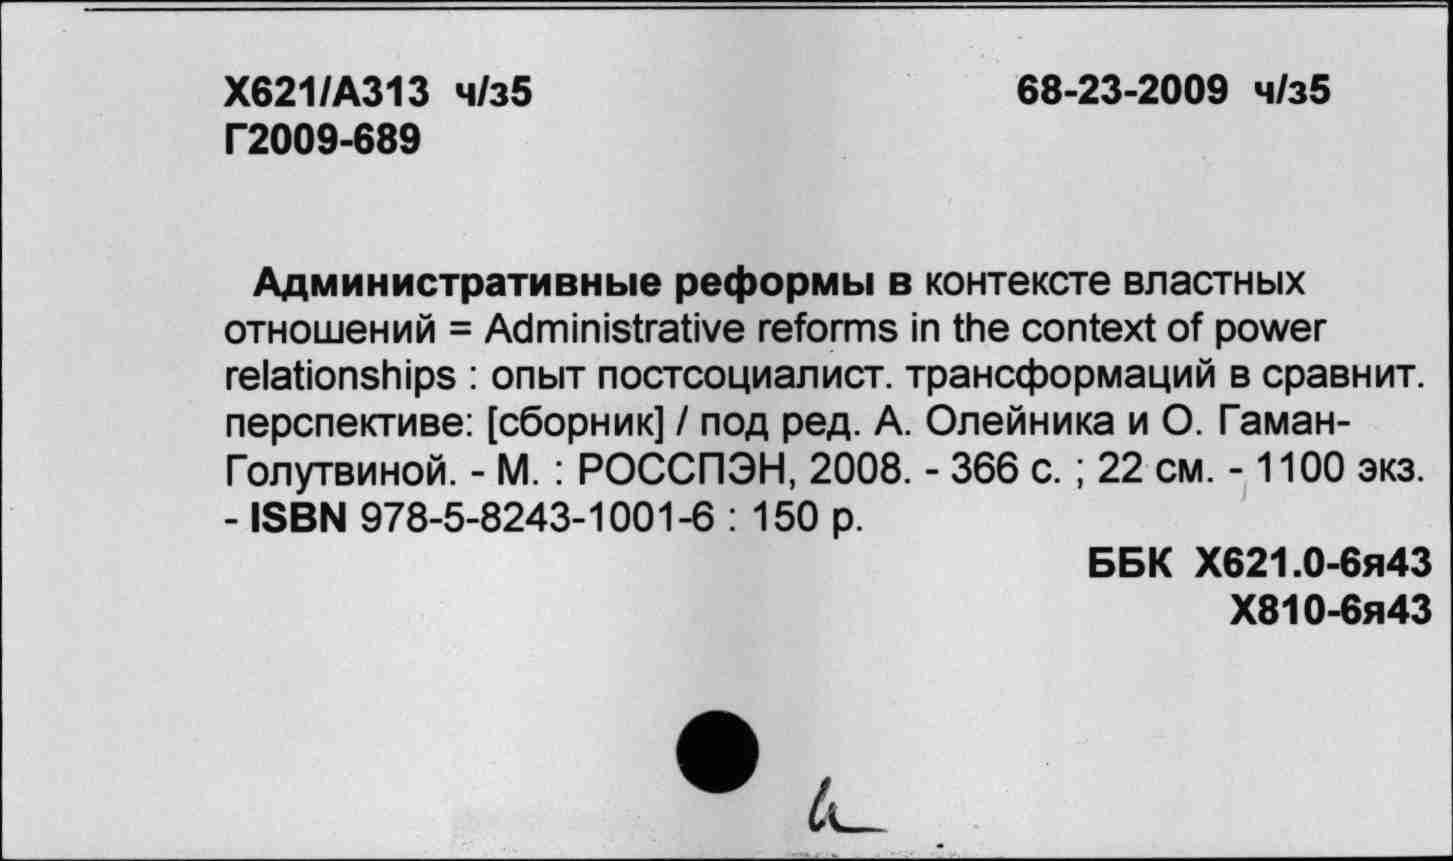 Х621/А313 ч/з5 68-23-2009 ч/з5
Г2009-689
Административные реформы в контексте властных
отношений = Administrative reforms in the context of power
relationships : опыт постсоциалист. трансформаций в сравнит.
перспективе: [сборник] / под ред. А. Олейника и О. Гаман-
Голутвиной. - М. : РОССПЭН, 2008. - 366 с. ; 22 см. - 1100 экз.
- ISBN 978-5-8243-1001-6 : 150 р.
ББК Х621.0-6я43
Х810-6я43